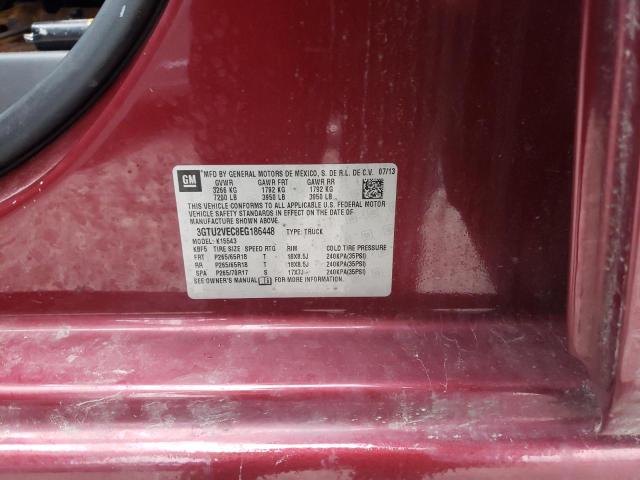 GM MFD BY GENERAL MOTORS DE MEXICO, S. DE R.L. DE C.V. 07/13
GVWR GAWR FRT GAWR RR
3266 KG 1792 KG 1792 KG
7200 LB 3950 LB 3950 LB
THIS VEHICLE CONFORMS TO ALL APPLICABLE U.S. FEDERAL MOTOR
VEHICLE SAFETY STANDARDS IN EFFECT ON THE DATE OF
MANUFACTURE SHOWN ABOVE.
3GTU2VEC8EG186448 TYPE: TRUCK
MODEL: K15543
KBF5 TIRE SIZE SPEED RTG RIM COLD TIRE PRESSURE
FRT P265/65R18 T 18X8.5J 240KPA(35PSI)
RR P265/65R18 T 18X8.5J 240KPA(35PSI)
SPA P265/70R17 S 17X7J 240KPA(35PSI)
SEE OWNER'S MANUAL